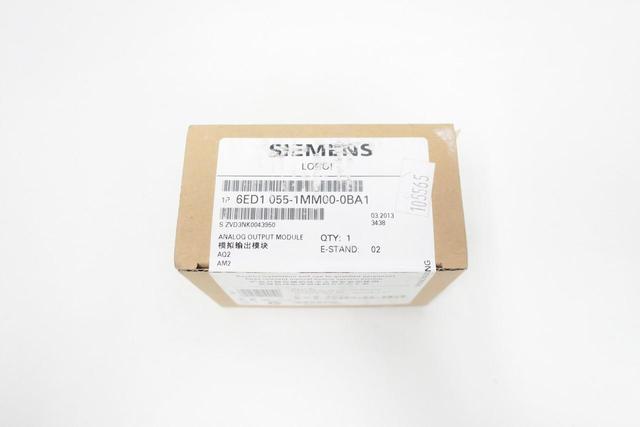 SIEMENS
LOGO!
1P 6ED1 055-1MM00-0BA1
S ZVD3NK0043950
03.2013
3438
ANALOG OUTPUT MODULE
模拟输出模块
AQ2
AM2
QTY: 1
E-STAND: 02
105565